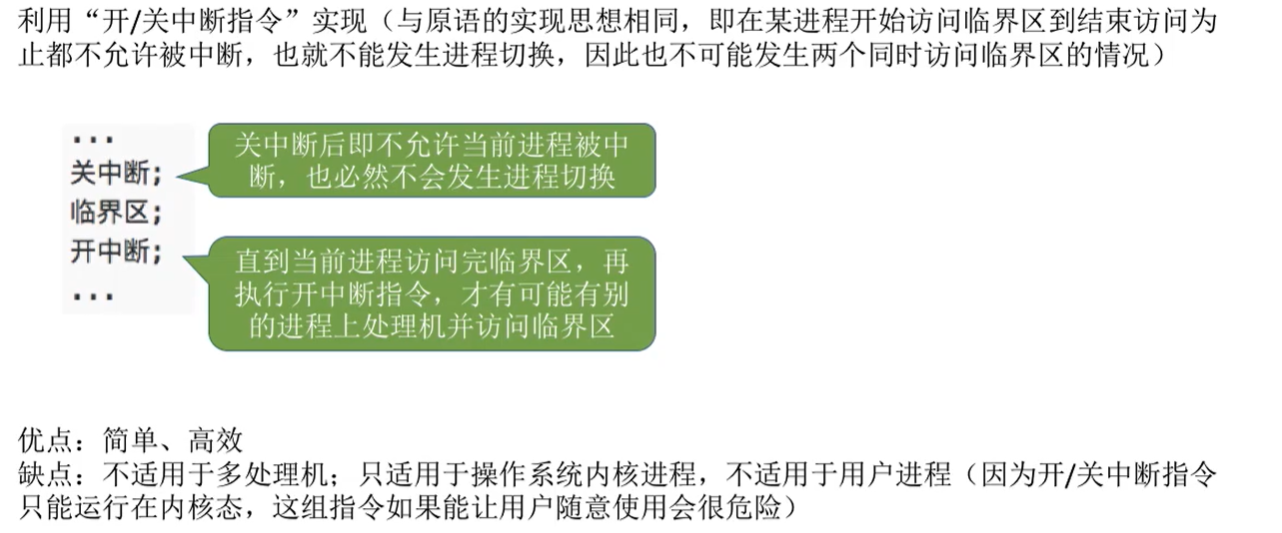 利用“开/关中断指令”实现（与原语的实现思想相同，即在某进程开始访问临界区到结束访问为
止都不允许被中断，也就不能发生进程切换，因此也不可能发生两个同时访问临界区的情况）
...
关中断;
临界区;
开中断;
...
关中断后即不允许当前进程被中
断，也必然不会发生进程切换
直到当前进程访问完临界区，再
执行开中断指令，才有可能有别
的进程上处理机并访问临界区
优点：简单、高效
缺点：不适用于多处理机；只适用于操作系统内核进程，不适用于用户进程（因为开/关中断指令
只能运行在内核态，这组指令如果能让用户随意使用会很危险）